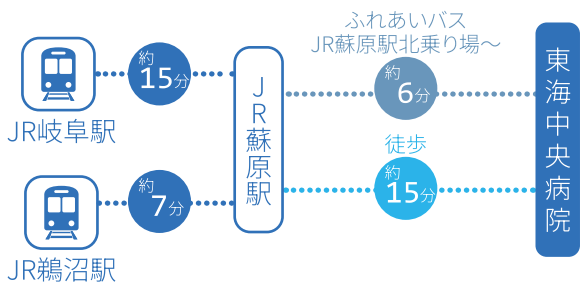 JR岐阜駅
約
15分
JR鵜沼駅
約
7分
JR蘇原駅
ふれあいバス
JR蘇原駅北乗り場～
約
6分
徒歩
約
15分
東海中央病院